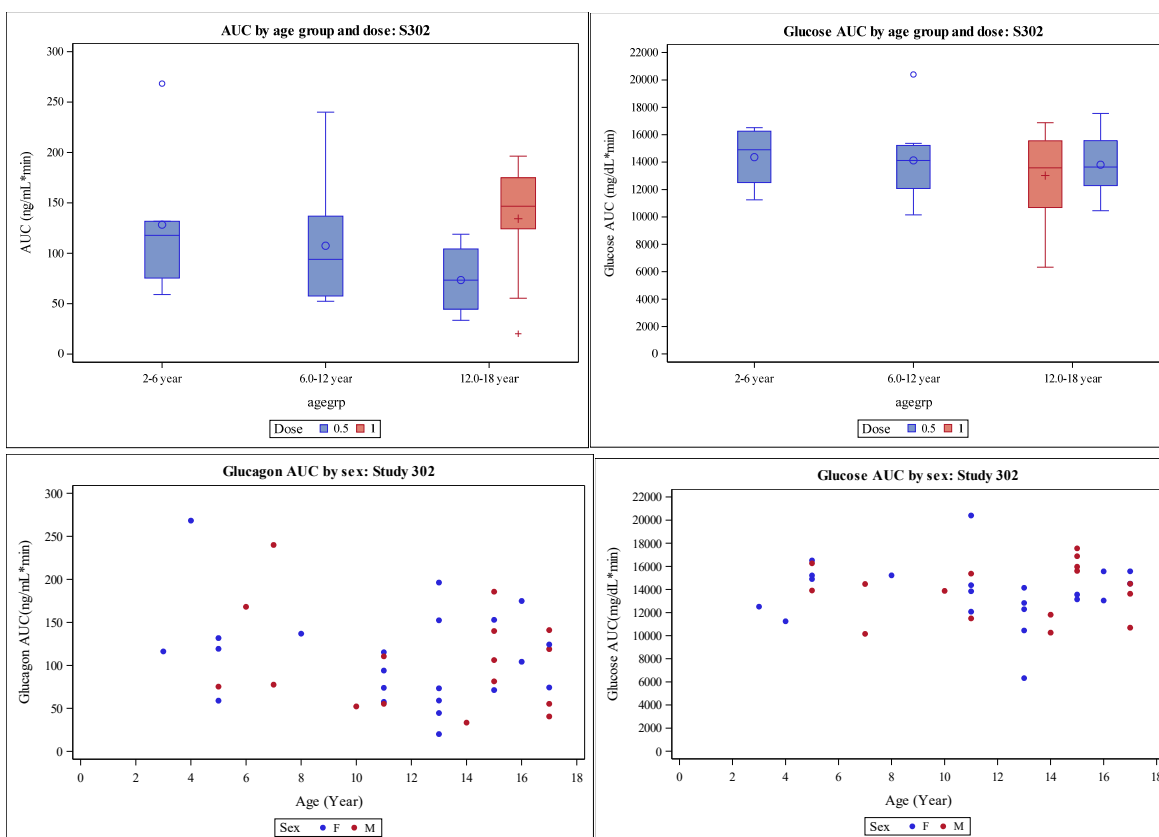 AUC by age group and dose: S302
300
250
200
150
100
50
0
AUC (ng/mL*min)
2-6 year
6.0-12 year
12.0-18 year
agegrp
Dose 0.5 1
Glucose AUC by age group and dose: S302
22000
20000
18000
16000
14000
12000
10000
8000
6000
4000
2000
0
Glucose AUC (mg/dL*min)
2-6 year
6.0-12 year
12.0-18 year
agegrp
Dose 0.5 1
Glucagon AUC by sex: Study 302
300
250
200
150
100
50
0
Glucagon AUC(ng/mL*min)
0 2 4 6 8 10 12 14 16 18
Age (Year)
Sex F M
Glucose AUC by sex: Study 302
22000
20000
18000
16000
14000
12000
10000
8000
6000
4000
2000
0
Glucose AUC(mg/dL*min)
0 2 4 6 8 10 12 14 16 18
Age (Year)
Sex F M